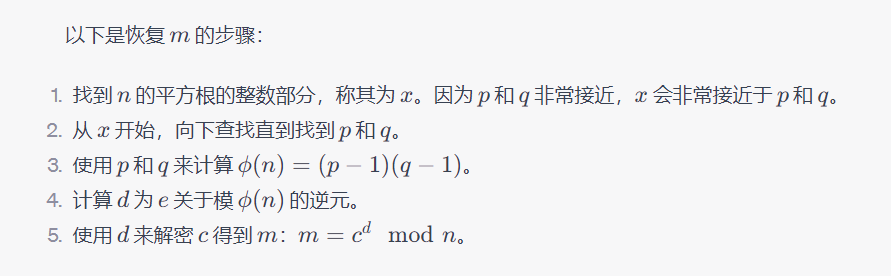 以下是恢复 m 的步骤：
1. 找到 n 的平方根的整数部分，称其为 x。因为 p 和 q 非常接近，x 会非常接近于 p 和 q。
2. 从 x 开始，向下查找直到找到 p 和 q。
3. 使用 p 和 q 来计算 ϕ(n) = (p − 1)(q − 1)。
4. 计算 d 为 e 关于模 ϕ(n) 的逆元。
5. 使用 d 来解密 c 得到 m：m = c^d mod n。